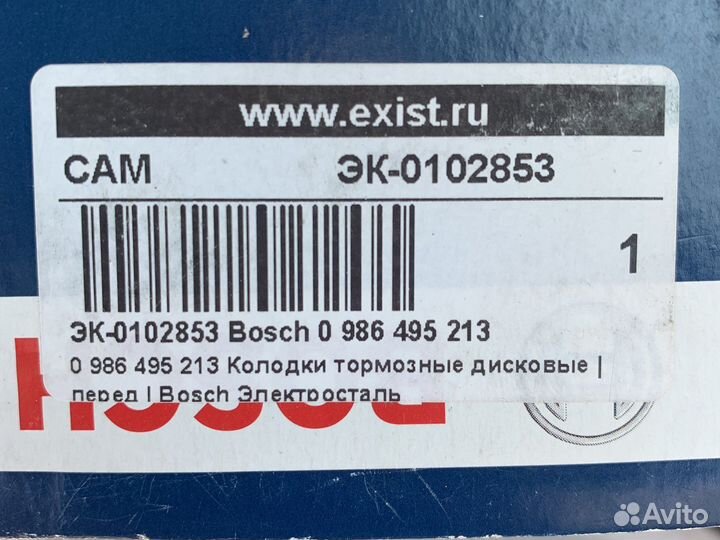 www.exist.ru
САМ ЭК-0102853
1
ЭК-0102853 Bosch 0 986 495 213
0 986 495 213 Колодки тормозные дисковые |
перед | Bosch Электросталь
BOSCH
Avito